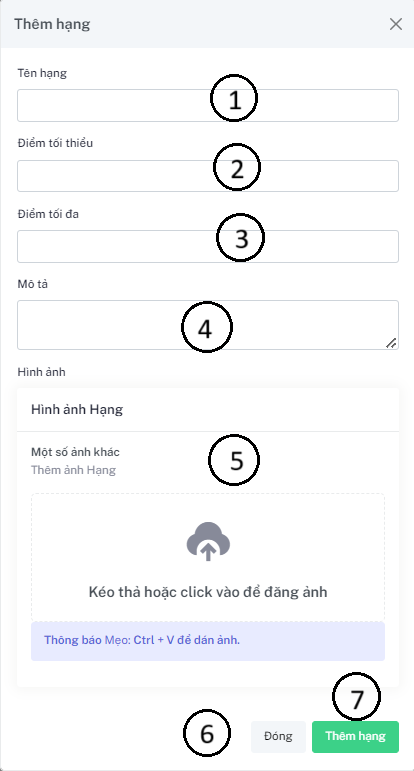 Thêm hạng
Tên hạng
1
Điểm tối thiểu
2
Điểm tối đa
3
Mô tả
4
Hình ảnh
Hình ảnh Hạng
Một số ảnh khác
Thêm ảnh Hạng
5
Kéo thả hoặc click vào để đăng ảnh
Thông báo Mẹo: Ctrl + V để dán ảnh.
6
Đóng
7
Thêm hạng